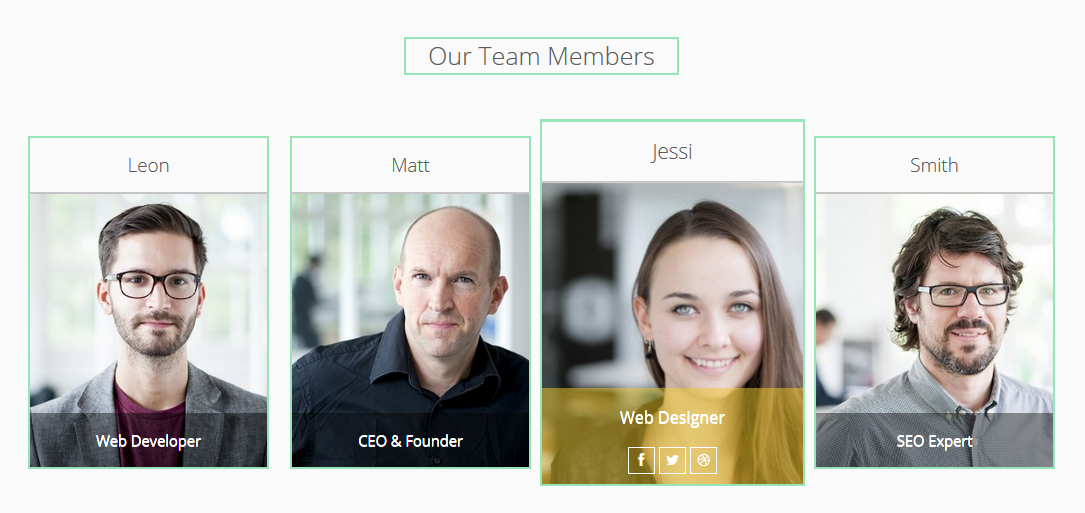 Our Team Members
Leon
Matt
Jessi
Smith
Web Developer
CEO & Founder
Web Designer
SEO Expert